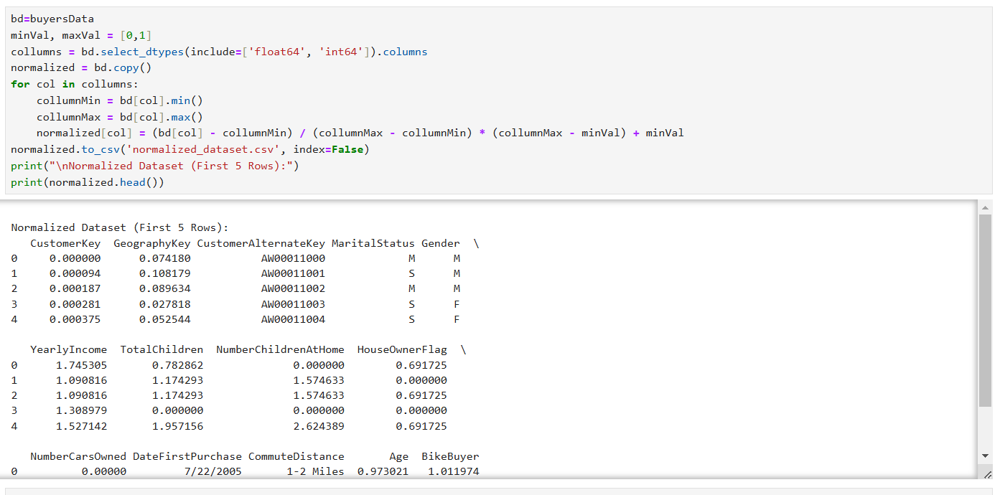 bd=buyersData
minVal, maxVal = [0,1]
collumns = bd.select_dtypes(include=['float64', 'int64']).columns
normalized = bd.copy()
for col in collumns:
    collumnMin = bd[col].min()
    collumnMax = bd[col].max()
    normalized[col] = (bd[col] - collumnMin) / (collumnMax - collumnMin) * (collumnMax - minVal) + minVal
normalized.to_csv('normalized_dataset.csv', index=False)
print("\nNormalized Dataset (First 5 Rows):")
print(normalized.head())
Normalized Dataset (First 5 Rows):
   CustomerKey  GeographyKey CustomerAlternateKey MaritalStatus Gender  \
0     0.000000      0.074180           AW00011000             M      M
1     0.000094      0.108179           AW00011001             S      M
2     0.000187      0.089634           AW00011002             M      M
3     0.000281      0.027818           AW00011003             S      F
4     0.000375      0.052544           AW00011004             S      F
   YearlyIncome  TotalChildren  NumberChildrenAtHome  HouseOwnerFlag  \
0      1.745305       0.782862              0.000000        0.691725
1      1.090816       1.174293              1.574633        0.000000
2      1.090816       1.174293              1.574633        0.691725
3      1.308979       0.000000              0.000000        0.000000
4      1.527142       1.957156              2.624389        0.691725
   NumberCarsOwned DateFirstPurchase CommuteDistance       Age  BikeBuyer
0          0.00000         7/22/2005       1-2 Miles  0.973021   1.011974